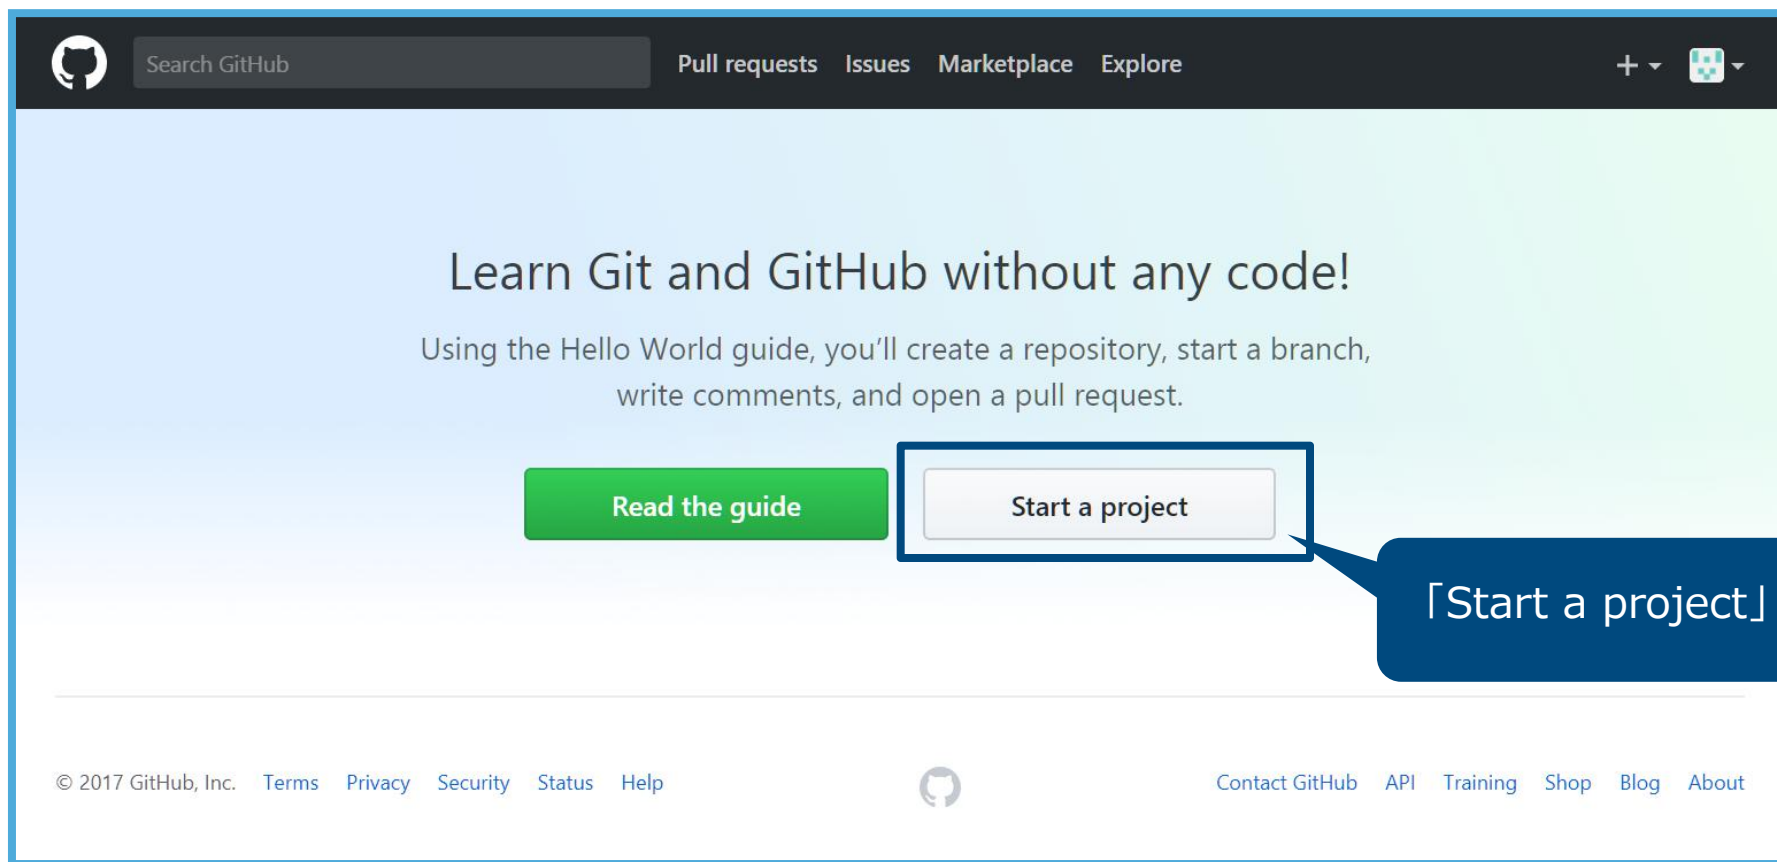 Search GitHub
Pull requests Issues Marketplace Explore
Learn Git and GitHub without any code!
Using the Hello World guide, you'll create a repository, start a branch,
write comments, and open a pull request.
Read the guide
Start a project
「Start a project」
© 2017 GitHub, Inc. Terms Privacy Security Status Help
Contact GitHub API Training Shop Blog About